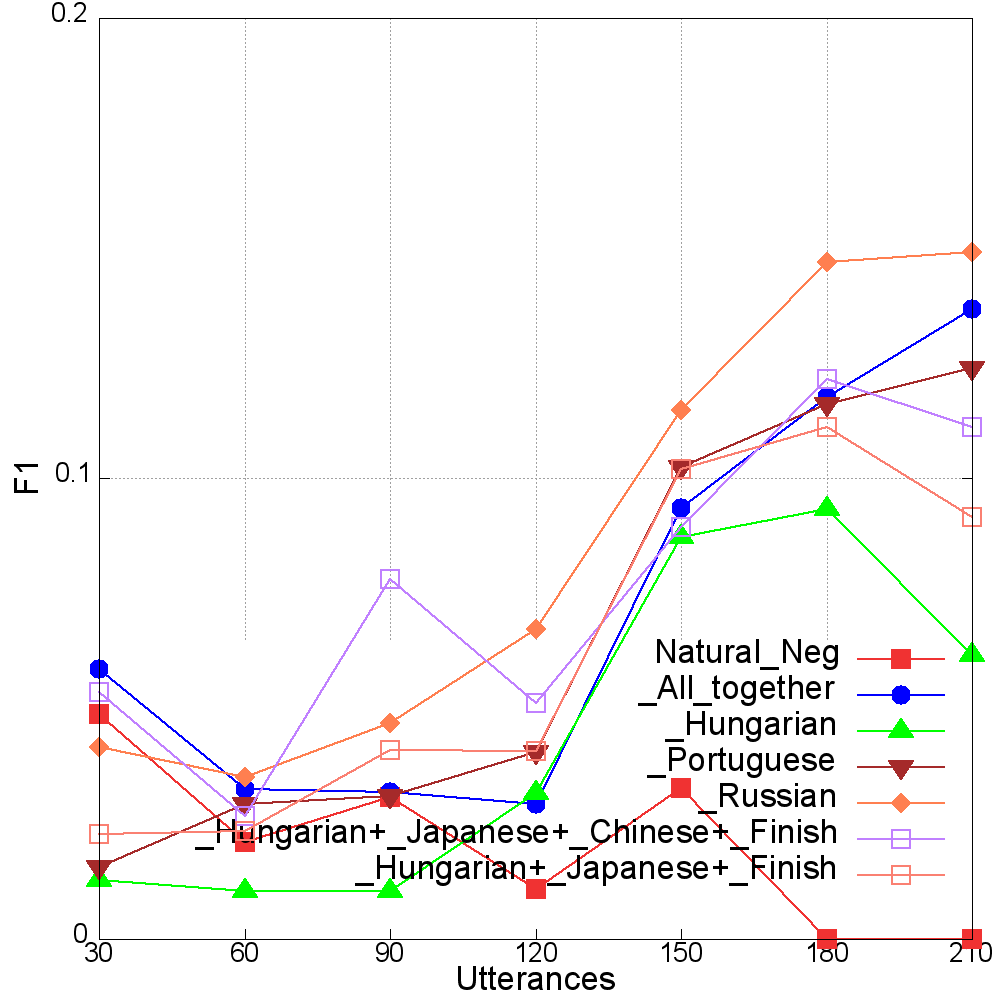 0.2
0.1
0
F1
Natural_Neg
_All_together
_Hungarian
_Portuguese
_Russian
_Hungarian+_Japanese+_Chinese+_Finish
_Hungarian+_Japanese+_Finish
30 60 90 120 150 180 210
Utterances